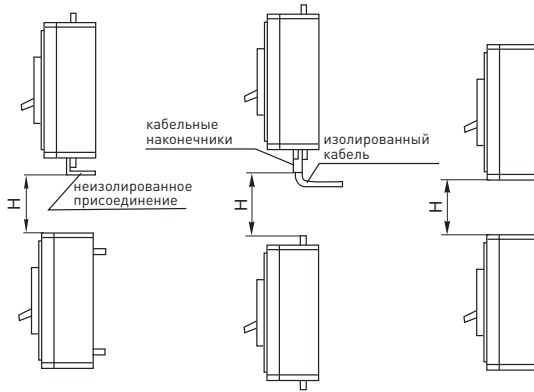 кабельные
наконечники
изолированный
кабель
неизолированное
присоединение
H
H
H